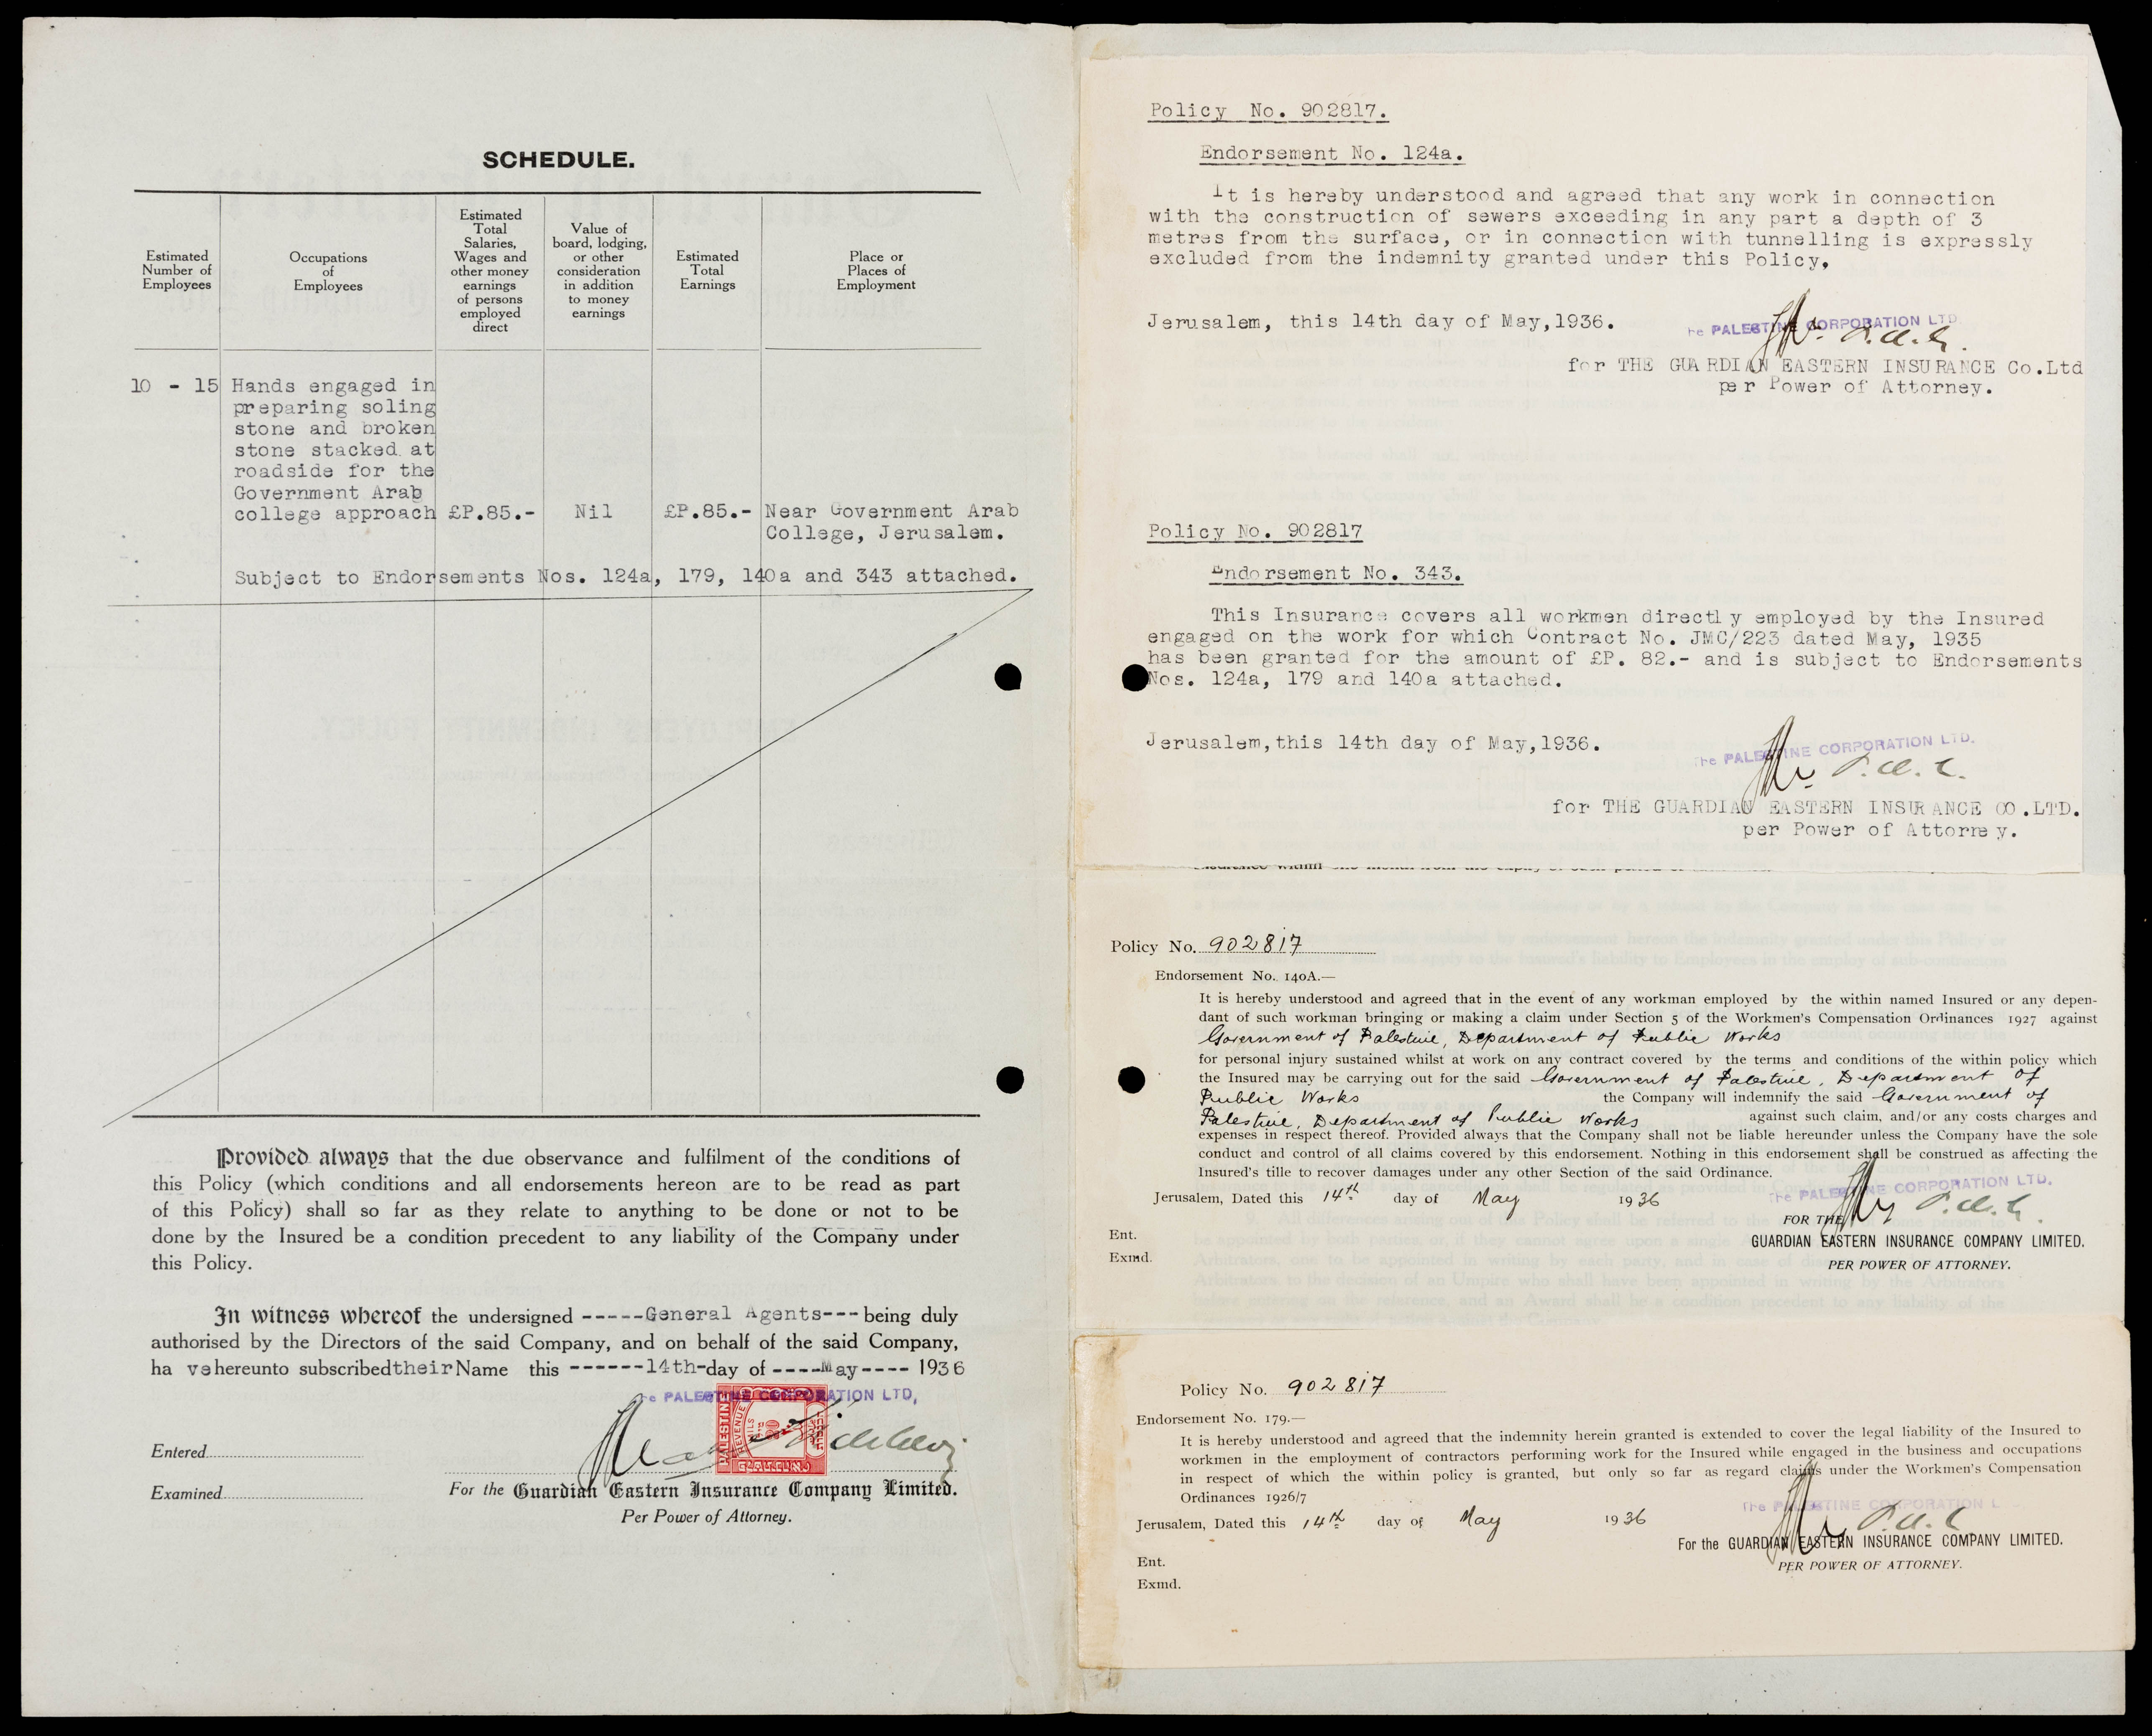 SCHEDULE.
Estimated Number of Employees
Occupations of Employees
Estimated Total Salaries, Wages and other money earnings of persons employed direct
Value of board, lodging, or other consideration in addition to money earnings
Estimated Total Earnings
Place or Places of Employment
10 - 15
Hands engaged in
preparing soling
stone and broken
stone stacked at
roadside for the
Government Arab
college approach £P.85.- Nil £P.85.- Near Government Arab
College, Jerusalem.
Subject to Endorsements Nos. 124a, 179, 140a and 343 attached.
Provided always that the due observance and fulfilment of the conditions of
this Policy (which conditions and all endorsements hereon are to be read as part
of this Policy) shall so far as they relate to anything to be done or not to be
done by the Insured be a condition precedent to any liability of the Company under
this Policy.
In witness whereof the undersigned -----General Agents--- being duly
authorised by the Directors of the said Company, and on behalf of the said Company,
ha ve hereunto subscribed their Name this ------14th-day of ----May---- 1936
The PALESTINE CORPORATION LTD,
PALESTINE
REVENUE
MILS
Entered
Examined
For the Guardian Eastern Insurance Company Limited.
Per Power of Attorney.
Policy No. 902817.
Endorsement No. 124a.
It is hereby understood and agreed that any work in connection
with the construction of sewers exceeding in any part a depth of 3
metres from the surface, or in connection with tunnelling is expressly
excluded from the indemnity granted under this Policy.
Jerusalem, this 14th day of May,1936.
he PALESTINE CORPORATION LTD.
for THE GUARDIAN EASTERN INSURANCE Co.Ltd
per Power of Attorney.
Policy No. 902817
Endorsement No. 343.
This Insurance covers all workmen directly employed by the Insured
engaged on the work for which Contract No. JMC/223 dated May, 1935
has been granted for the amount of £P. 82.- and is subject to Endorsements
Nos. 124a, 179 and 140a attached.
Jerusalem,this 14th day of May,1936.
The PALESTINE CORPORATION LTD.
for THE GUARDIAN EASTERN INSURANCE CO.LTD.
per Power of Attorney.
Policy No. 902817
Endorsement No. 140A.—
It is hereby understood and agreed that in the event of any workman employed by the within named Insured or any depen-
dant of such workman bringing or making a claim under Section 5 of the Workmen's Compensation Ordinances 1927 against
Government of Palestine, Department of Public Works
for personal injury sustained whilst at work on any contract covered by the terms and conditions of the within policy which
the Insured may be carrying out for the said Government of Palestine, Department of
Public Works the Company will indemnify the said Government of
Palestine, Department of Public Works against such claim, and/or any costs charges and
expenses in respect thereof. Provided always that the Company shall not be liable hereunder unless the Company have the sole
conduct and control of all claims covered by this endorsement. Nothing in this endorsement shall be construed as affecting the
Insured's tille to recover damages under any other Section of the said Ordinance.
Jerusalem, Dated this 14th day of May 1936
The PALESTINE CORPORATION LTD.
FOR THE
GUARDIAN EASTERN INSURANCE COMPANY LIMITED.
PER POWER OF ATTORNEY.
Ent.
Exmd.
Policy No. 902817
Endorsement No. 179.—
It is hereby understood and agreed that the indemnity herein granted is extended to cover the legal liability of the Insured to
workmen in the employment of contractors performing work for the Insured while engaged in the business and occupations
in respect of which the within policy is granted, but only so far as regard claims under the Workmen's Compensation
Ordinances 1926/7
Jerusalem, Dated this 14th day of May 1936
The PALESTINE CORPORATION L
For the GUARDIAN EASTERN INSURANCE COMPANY LIMITED.
PER POWER OF ATTORNEY.
Ent.
Exmd.